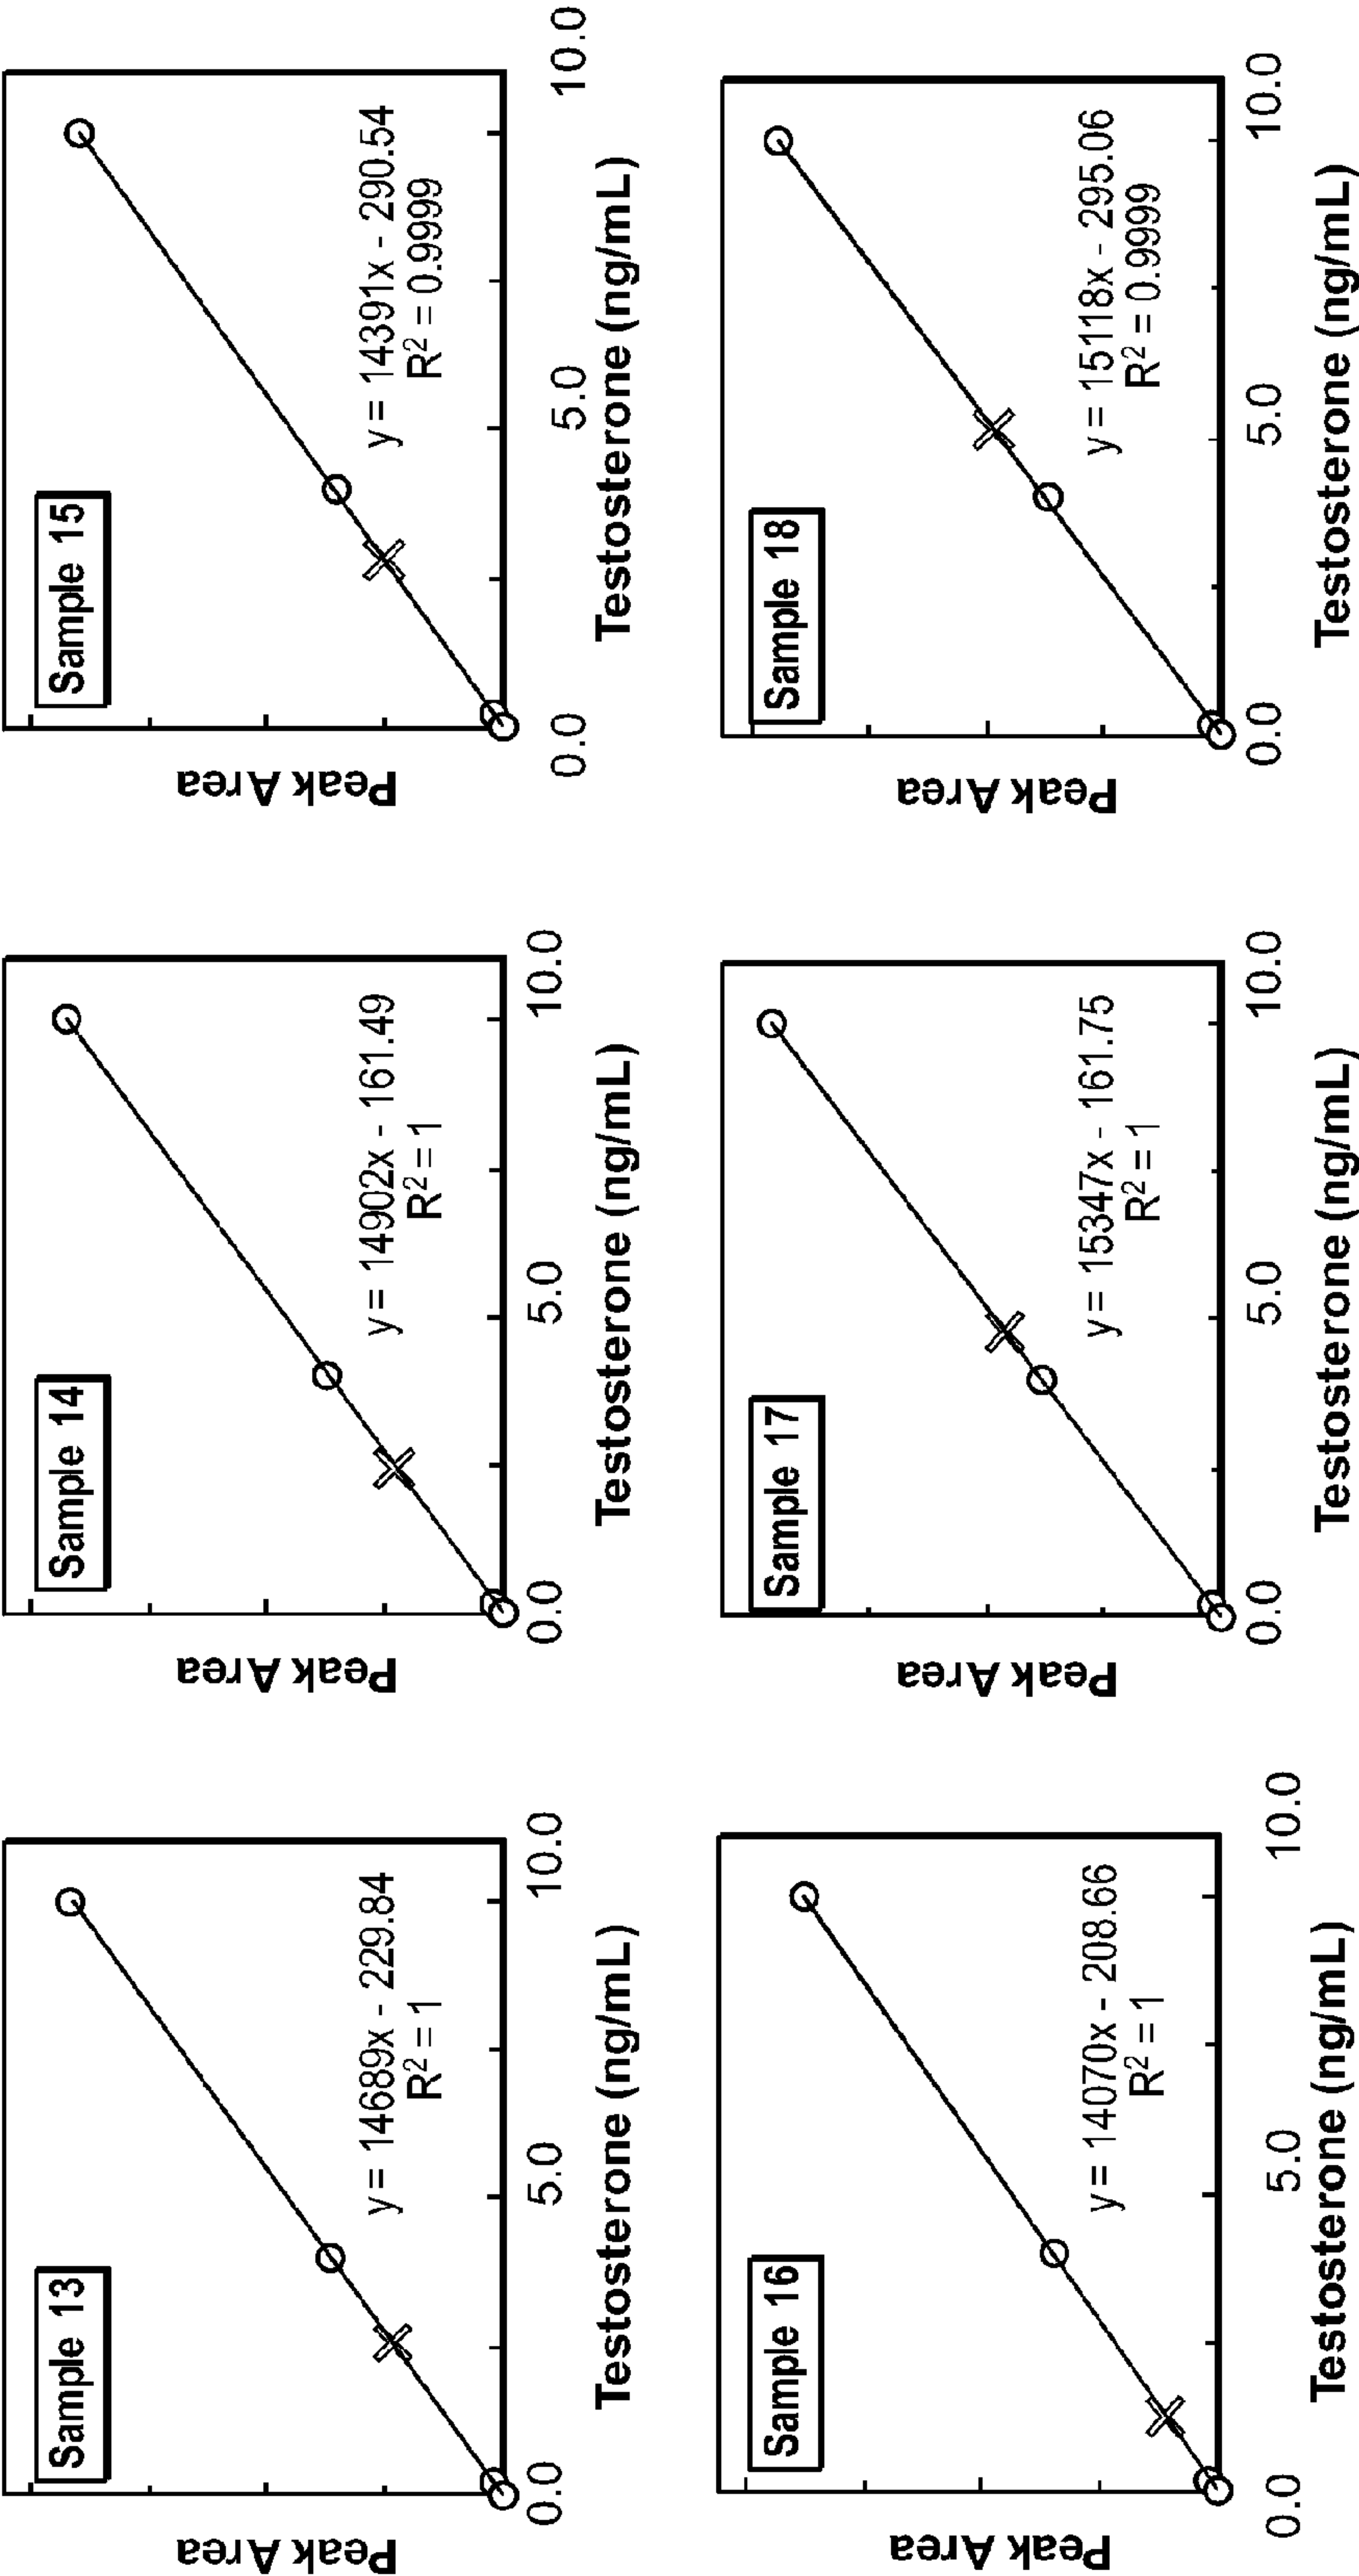 Sample 13
Peak Area
y = 14689x - 229.84
R² = 1
0.0 5.0 10.0
Testosterone (ng/mL)
Sample 14
Peak Area
y = 14902x - 161.49
R² = 1
0.0 5.0 10.0
Testosterone (ng/mL)
Sample 15
Peak Area
y = 14391x - 290.54
R² = 0.9999
0.0 5.0 10.0
Testosterone (ng/mL)
Sample 16
Peak Area
y = 14070x - 208.66
R² = 1
0.0 5.0 10.0
Testosterone (ng/mL)
Sample 17
Peak Area
y = 15347x - 161.75
R² = 1
0.0 5.0 10.0
Testosterone (ng/mL)
Sample 18
Peak Area
y = 15118x - 295.06
R² = 0.9999
0.0 5.0 10.0
Testosterone (ng/mL)